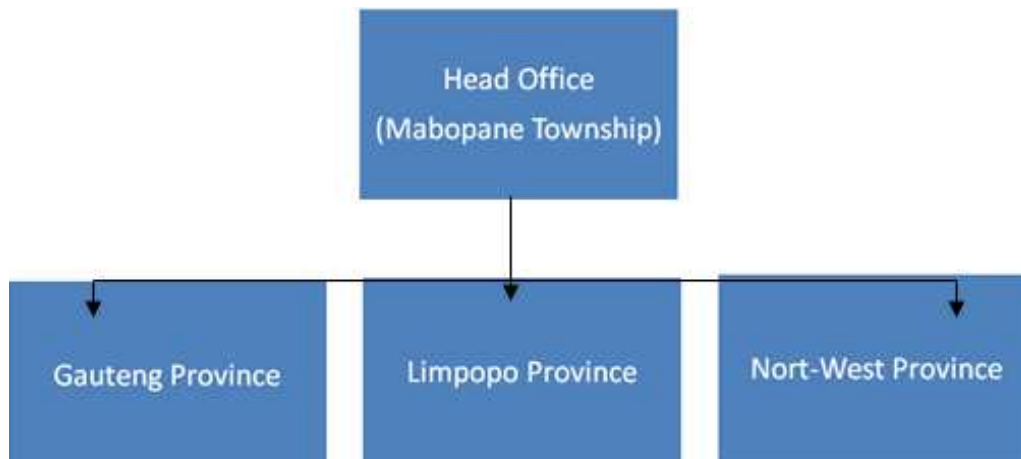 Head Office
(Mabopane Township)
Gauteng Province
Limpopo Province
Nort-West Province